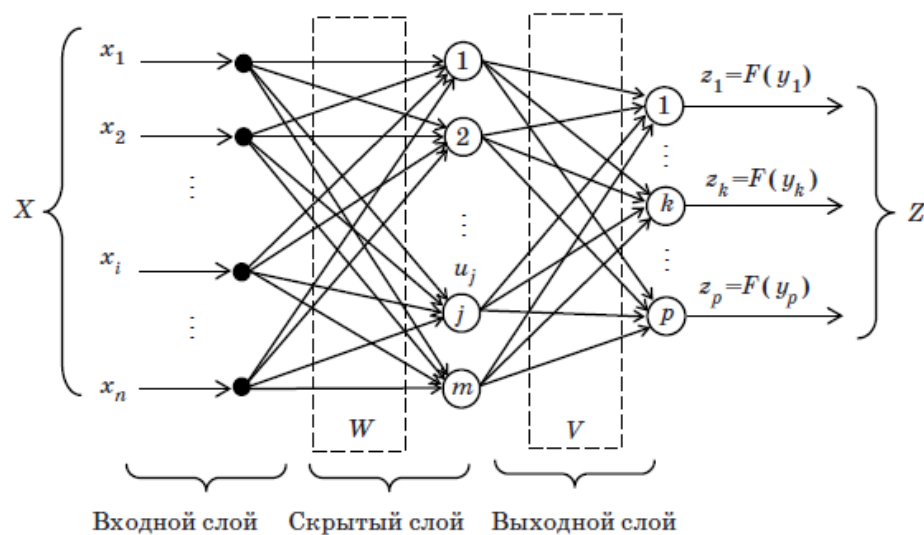 x₁
x₂
⋮
xᵢ
⋮
xₙ
X
W
1
2
⋮
uⱼ
j
m
V
1
⋮
k
⋮
p
z₁=F(y₁)
zₖ=F(yₖ)
zₚ=F(yₚ)
Z
Входной слой
Скрытый слой
Выходной слой